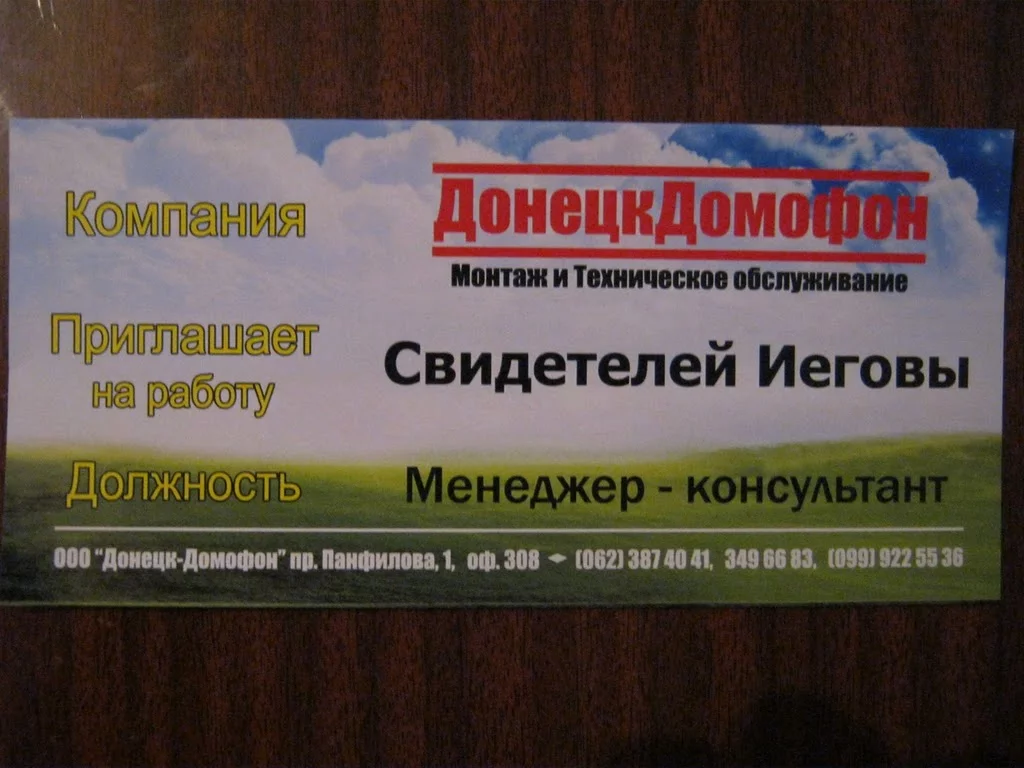 Компания
ДонецкДомофон
Монтаж и Техническое обслуживание
Приглашает
на работу
Свидетелей Иеговы
Должность
Менеджер - консультант
ООО "Донецк-Домофон" пр. Панфилова, 1, оф. 308 (062) 387 40 41, 349 66 83, (099) 922 55 36